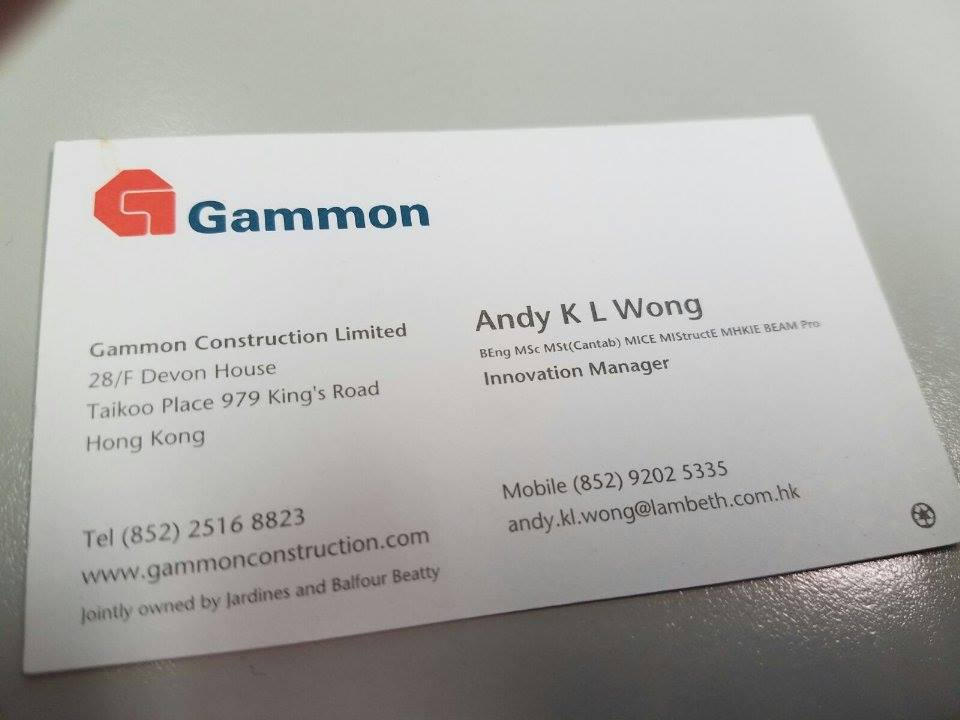 Gammon
Gammon Construction Limited
28/F Devon House
Taikoo Place 979 King's Road
Hong Kong
Tel (852) 2516 8823
www.gammonconstruction.com
Jointly owned by Jardines and Balfour Beatty
Andy K L Wong
BEng MSc MSt(Cantab) MICE MIStructE MHKIE BEAM Pro
Innovation Manager
Mobile (852) 9202 5335
andy.kl.wong@lambeth.com.hk